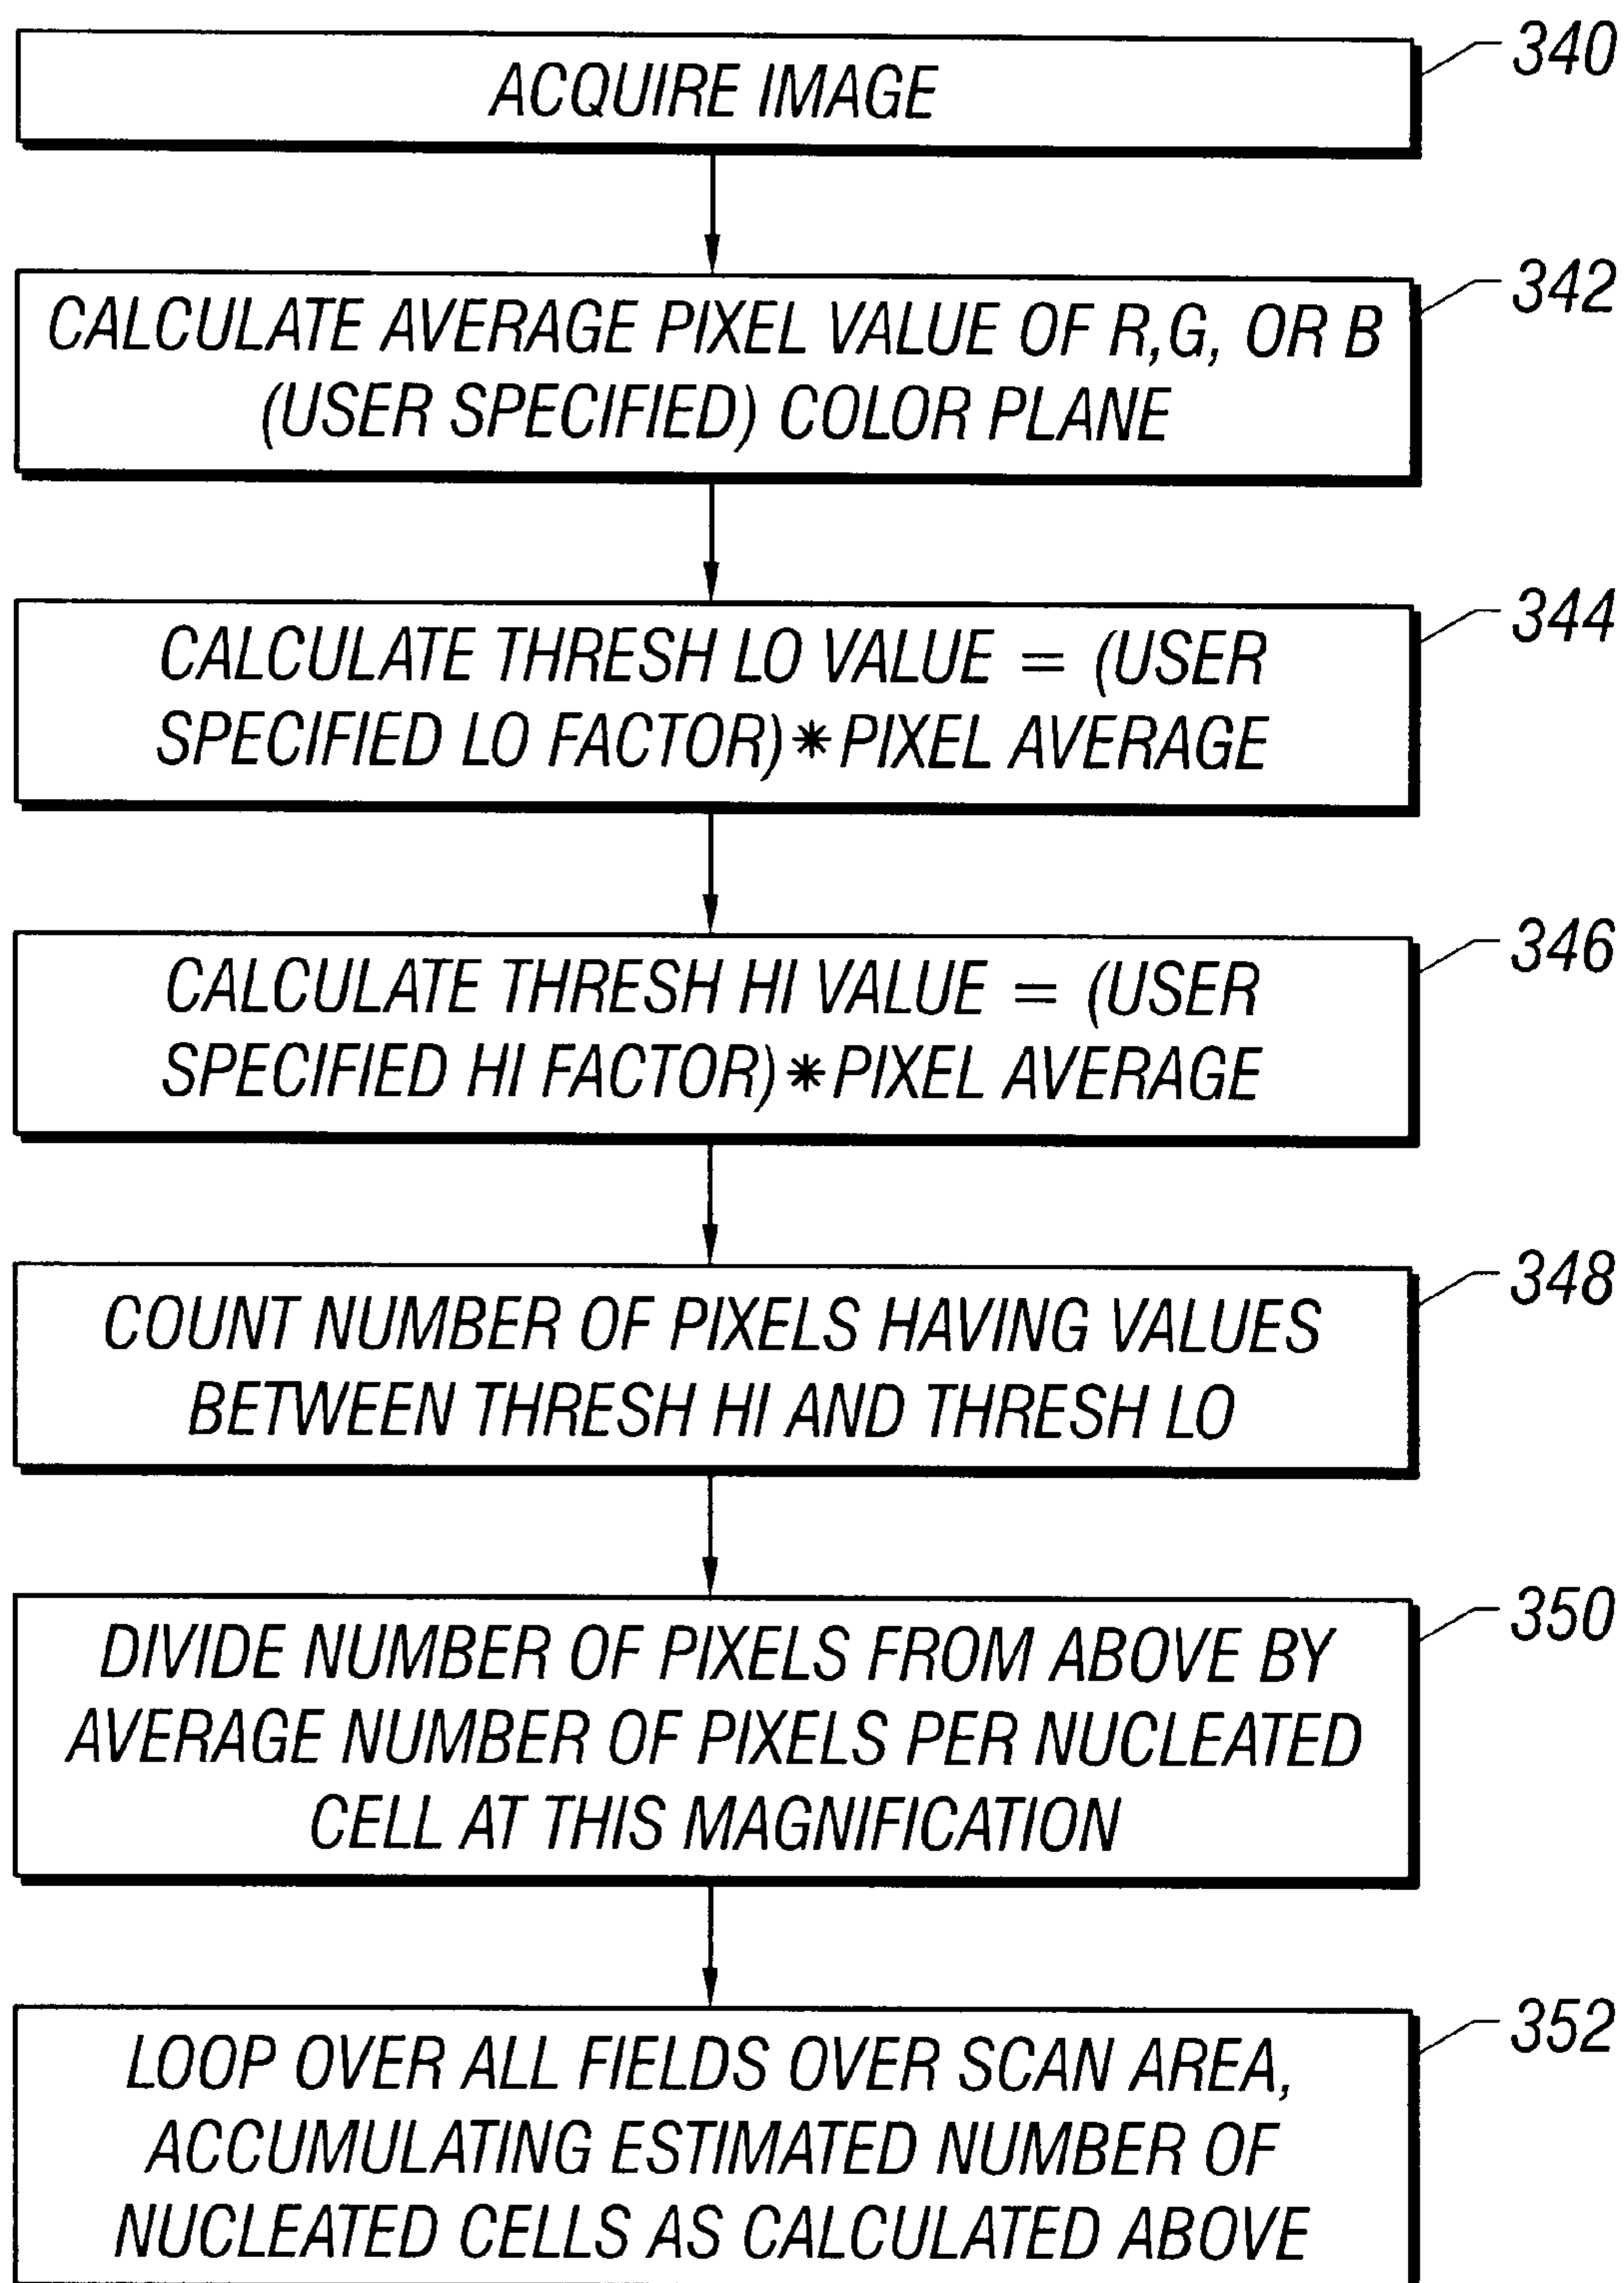 340
ACQUIRE IMAGE
342
CALCULATE AVERAGE PIXEL VALUE OF R,G, OR B
(USER SPECIFIED) COLOR PLANE
344
CALCULATE THRESH LO VALUE = (USER
SPECIFIED LO FACTOR)*PIXEL AVERAGE
346
CALCULATE THRESH HI VALUE = (USER
SPECIFIED HI FACTOR)*PIXEL AVERAGE
348
COUNT NUMBER OF PIXELS HAVING VALUES
BETWEEN THRESH HI AND THRESH LO
350
DIVIDE NUMBER OF PIXELS FROM ABOVE BY
AVERAGE NUMBER OF PIXELS PER NUCLEATED
CELL AT THIS MAGNIFICATION
352
LOOP OVER ALL FIELDS OVER SCAN AREA,
ACCUMULATING ESTIMATED NUMBER OF
NUCLEATED CELLS AS CALCULATED ABOVE